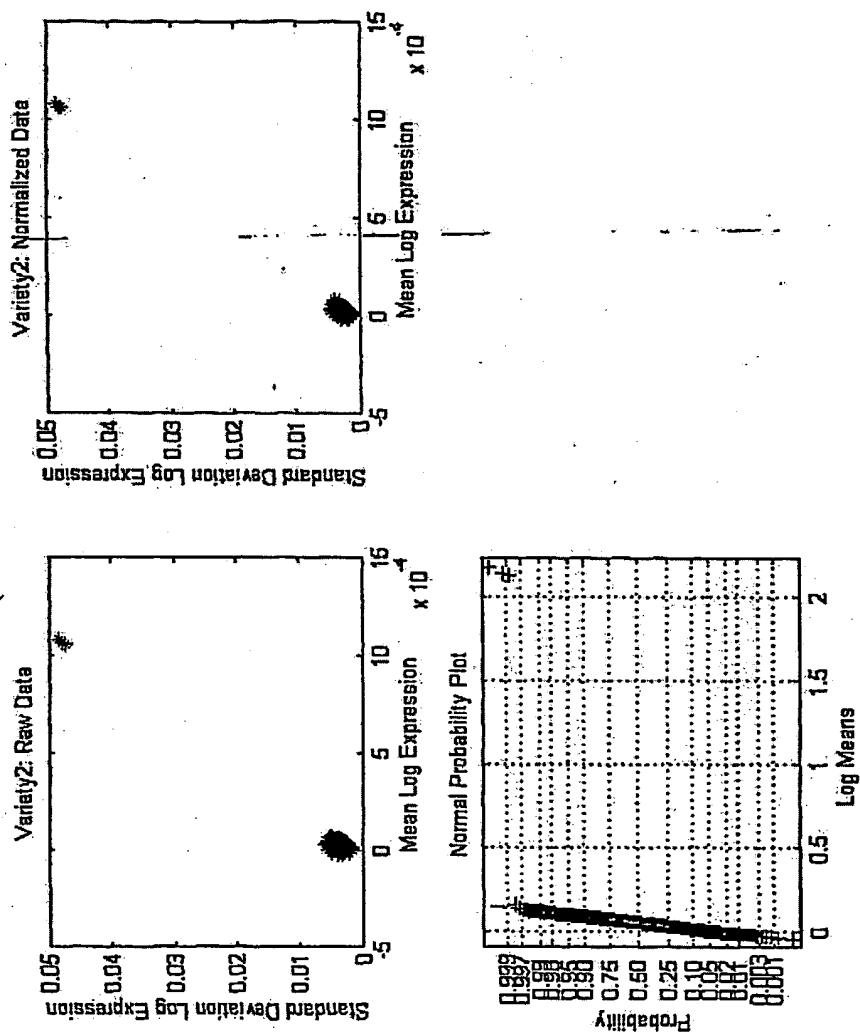 Variety2: Raw Data
Standard Deviation Log Expression
0.05
0.04
0.03
0.02
0.01
0
-5 0 5 10 15
x 10 -4
Mean Log Expression
Variety2: Normalized Data
Standard Deviation Log Expression
0.05
0.04
0.03
0.02
0.01
0
-5 0 5 10 15
x 10 -4
Mean Log Expression
Normal Probability Plot
Probability
0.999
0.997
0.99
0.98
0.95
0.90
0.75
0.50
0.25
0.10
0.05
0.02
0.01
0.003
0.001
0 0.5 1 1.5 2
Log Means